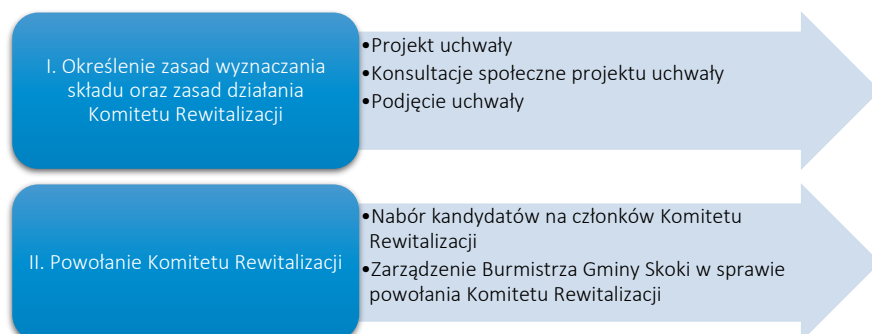 I. Określenie zasad wyznaczania
składu oraz zasad działania
Komitetu Rewitalizacji
•Projekt uchwały
•Konsultacje społeczne projektu uchwały
•Podjęcie uchwały
II. Powołanie Komitetu Rewitalizacji
•Nabór kandydatów na członków Komitetu
Rewitalizacji
•Zarządzenie Burmistrza Gminy Skoki w sprawie
powołania Komitetu Rewitalizacji